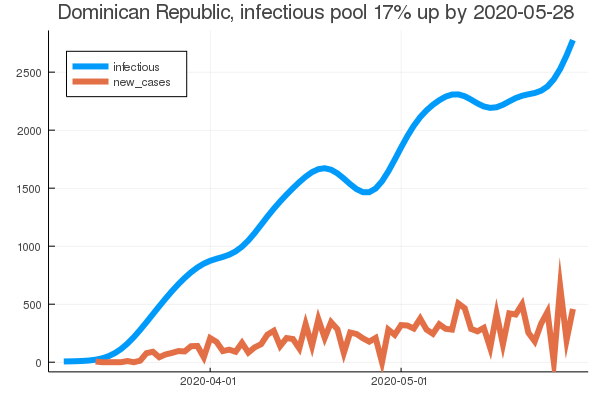 Dominican Republic, infectious pool 17% up by 2020-05-28
infectious
new_cases
2500
2000
1500
1000
500
0
2020-04-01
2020-05-01